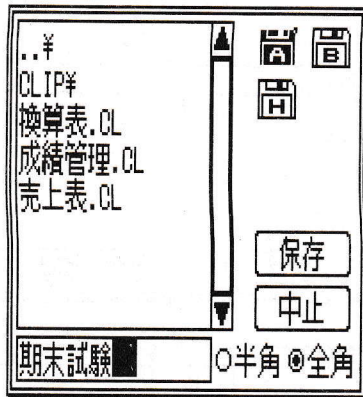 ..¥
CLIP¥
換算表.CL
成績管理.CL
売上表.CL
A
B
H
保存
中止
期末試験
○半角 ◉全角